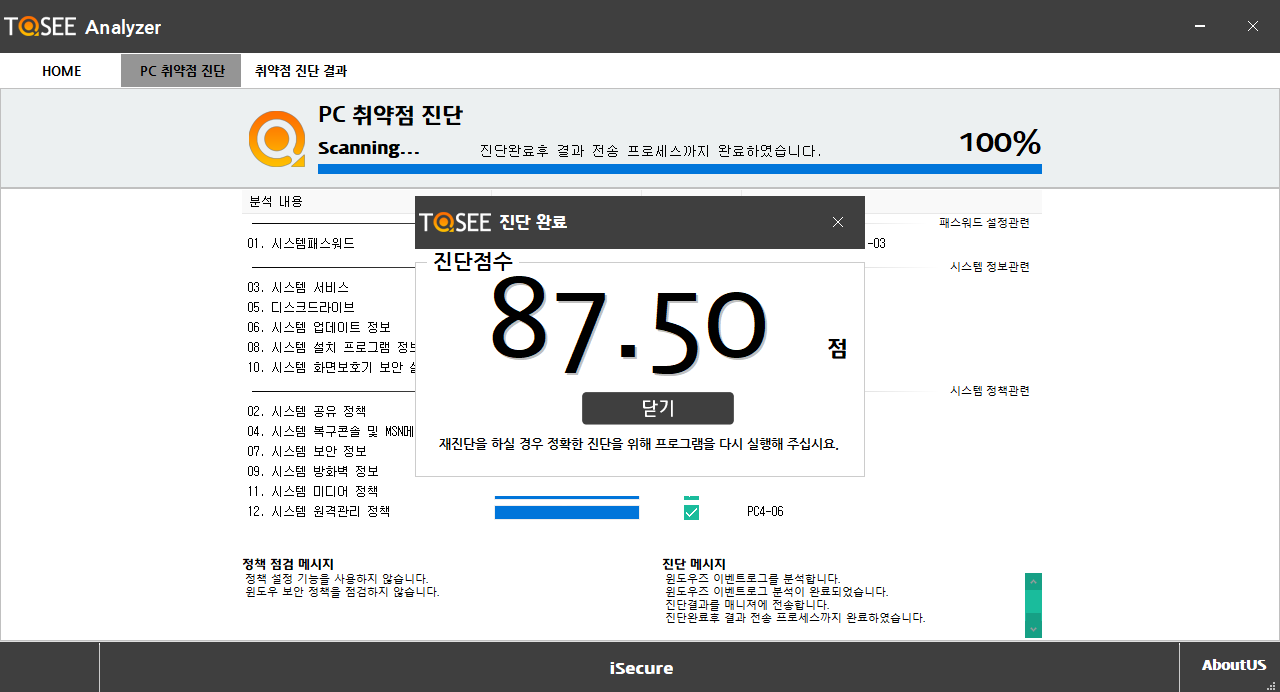 TOSEE Analyzer
HOME PC 취약점 진단 취약점 진단 결과
PC 취약점 진단
Scanning... 진단완료후 결과 전송 프로세스까지 완료하였습니다. 100%
분석 내용
패스워드 설정관련
01. 시스템패스워드 -03
시스템 정보관련
03. 시스템 서비스
05. 디스크드라이브
06. 시스템 업데이트 정보
08. 시스템 설치 프로그램
10. 시스템 화면보호기 보안
시스템 정책관련
02. 시스템 공유 정책
04. 시스템 복구콘솔 및
07. 시스템 보안 정보
09. 시스템 방화벽 정보
11. 시스템 미디어 정책
12. 시스템 원격관리 정책 PC4-06
TOSEE 진단 완료
진단점수
87.50 점
닫기
재진단을 하실 경우 정확한 진단을 위해 프로그램을 다시 실행해 주십시요.
정책 점검 메시지
정책 설정 기능을 사용하지 않습니다.
윈도우 보안 정책을 점검하지 않습니다.
진단 메시지
윈도우즈 이벤트로그를 분석합니다.
윈도우즈 이벤트로그 분석이 완료되었습니다.
진단결과를 매니져에 전송합니다.
진단완료후 결과 전송 프로세스까지 완료하였습니다.
iSecure
AboutUS